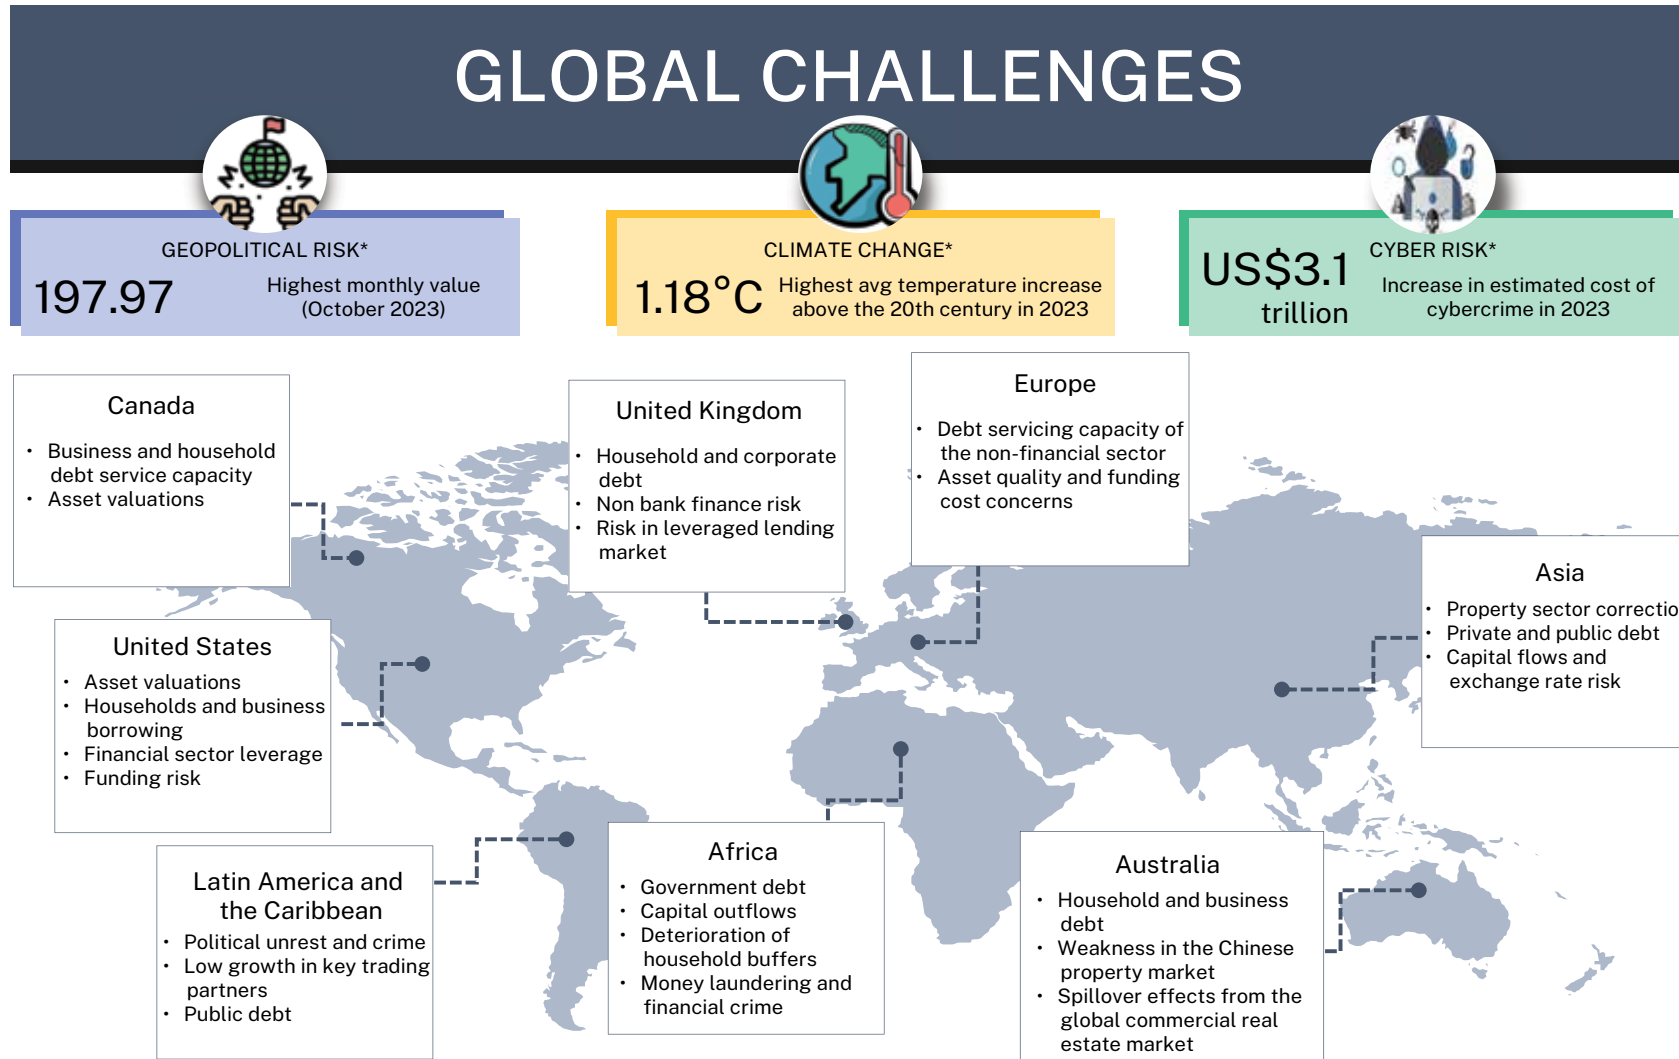 GLOBAL CHALLENGES
GEOPOLITICAL RISK*
197.97
Highest monthly value
(October 2023)
CLIMATE CHANGE*
1.18°C
Highest avg temperature increase
above the 20th century in 2023
CYBER RISK*
US$3.1
trillion
Increase in estimated cost of
cybercrime in 2023
Canada
• Business and household
debt service capacity
• Asset valuations
United Kingdom
• Household and corporate
debt
• Non bank finance risk
• Risk in leveraged lending
market
Europe
• Debt servicing capacity of
the non-financial sector
• Asset quality and funding
cost concerns
Asia
• Property sector correctio
• Private and public debt
• Capital flows and
exchange rate risk
United States
• Asset valuations
• Households and business
borrowing
• Financial sector leverage
• Funding risk
Latin America and
the Caribbean
• Political unrest and crime
• Low growth in key trading
partners
• Public debt
Africa
• Government debt
• Capital outflows
• Deterioration of
household buffers
• Money laundering and
financial crime
Australia
• Household and business
debt
• Weakness in the Chinese
property market
• Spillover effects from the
global commercial real
estate market